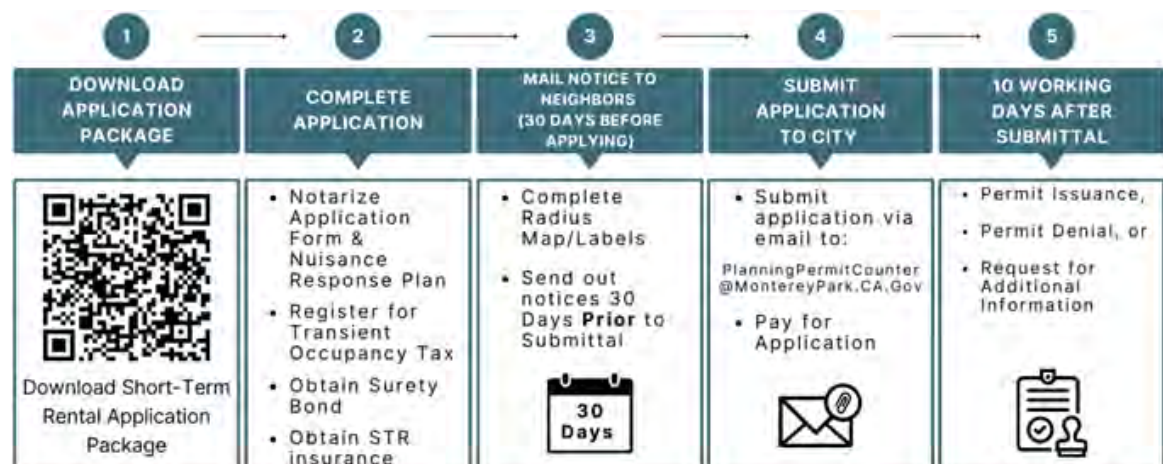 1
2
3
4
5
DOWNLOAD
APPLICATION
PACKAGE
COMPLETE
APPLICATION
MAIL NOTICE TO
NEIGHBORS
(30 DAYS BEFORE
APPLYING)
SUBMIT
APPLICATION
TO CITY
10 WORKING
DAYS AFTER
SUBMITTAL
Download Short-Term
Rental Application
Package
• Notarize
Application
Form &
Nuisance
Response Plan
• Register for
Transient
Occupancy Tax
• Obtain Surety
Bond
• Obtain STR
insurance
• Complete
Radius
Map/Labels
• Send out
notices 30
Days Prior to
Submittal
30
Days
• Submit
application via
email to:
PlanningPermitCounter
@MontereyPark.CA.Gov
• Pay for
Application
• Permit Issuance,
• Permit Denial, or
• Request for
Additional
Information